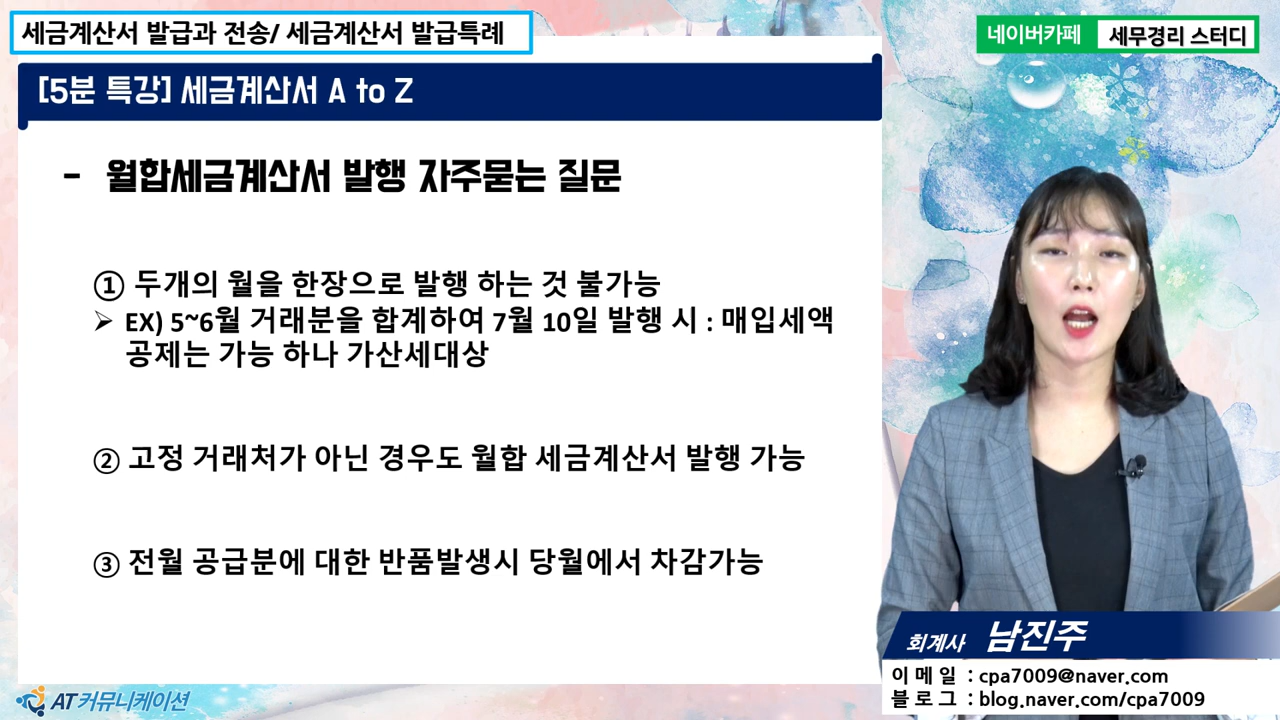 세금계산서 발급과 전송/ 세금계산서 발급특례
네이버카페 세무경리 스터디
[5분 특강] 세금계산서 A to Z
- 월합세금계산서 발행 자주묻는 질문
① 두개의 월을 한장으로 발행 하는 것 불가능
➢ EX) 5~6월 거래분을 합계하여 7월 10일 발행 시 : 매입세액
공제는 가능 하나 가산세대상
② 고정 거래처가 아닌 경우도 월합 세금계산서 발행 가능
③ 전월 공급분에 대한 반품발생시 당월에서 차감가능
회계사 남진주
이 메 일 : cpa7009@naver.com
블 로 그 : blog.naver.com/cpa7009
AT커뮤니케이션